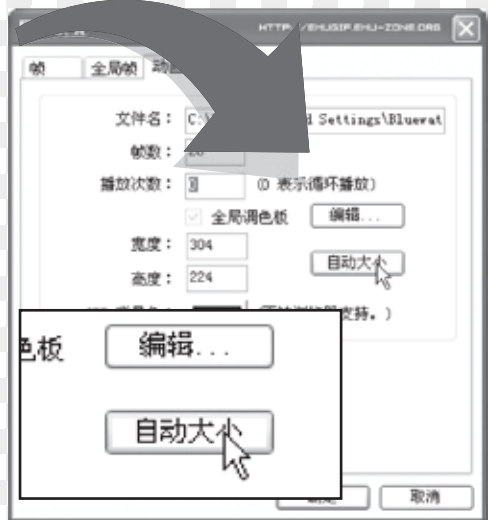 HTTP://EHUGIF.EHU-ZONE.ORG
帧 全局帧
文件名： C:\ d Settings\Bluewat
帧数：
播放次数： 0 (0 表示循环播放)
全局调色板 编辑...
宽度： 304
自动大小
高度： 224
支持。)
色板 编辑...
自动大小
取消